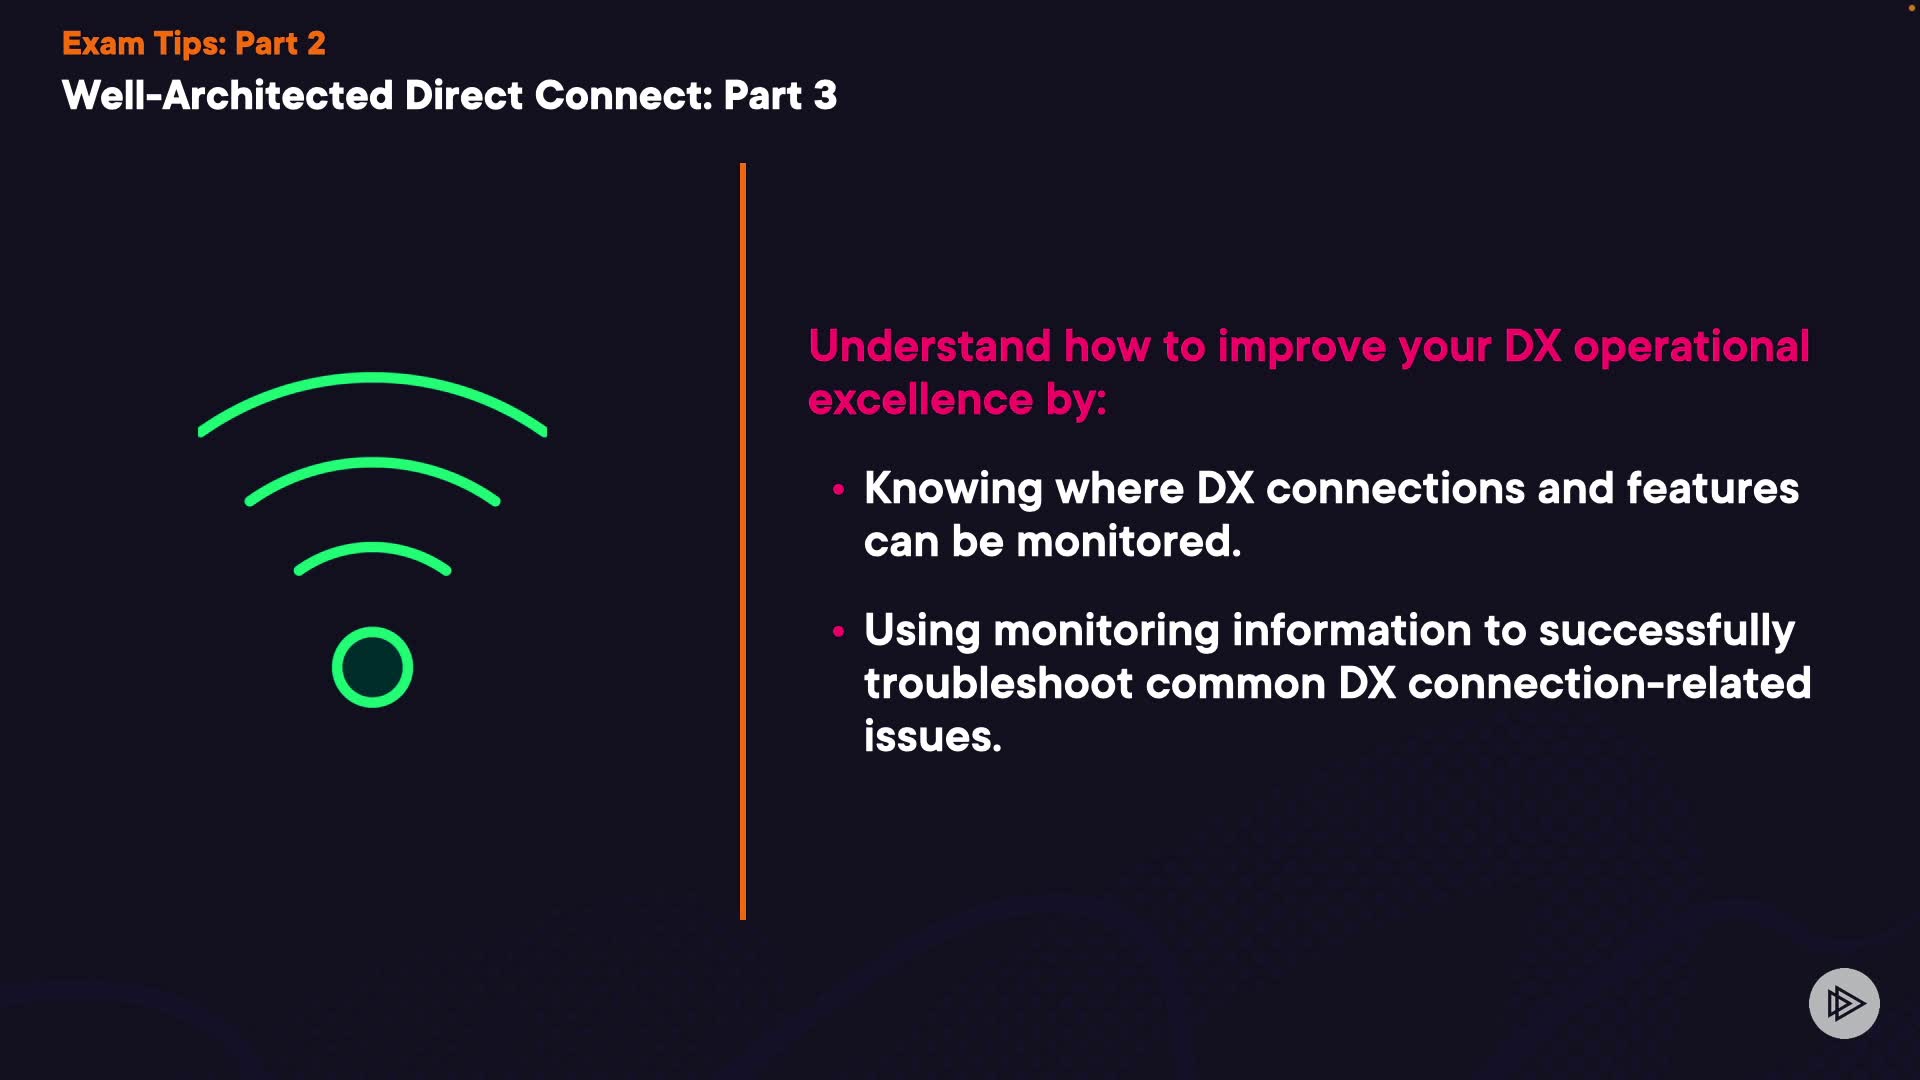 Exam Tips: Part 2
Well-Architected Direct Connect: Part 3
Understand how to improve your DX operational
excellence by:
• Knowing where DX connections and features
can be monitored.
• Using monitoring information to successfully
troubleshoot common DX connection-related
issues.